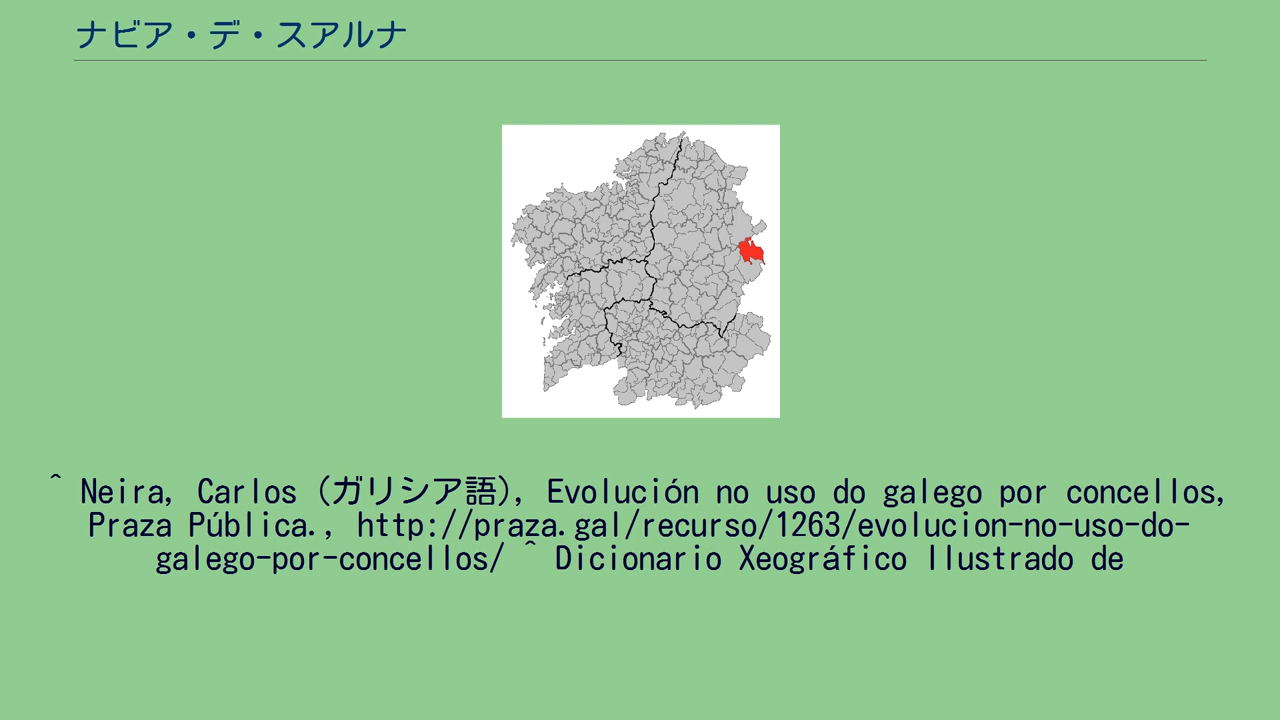 ナビア・デ・スアルナ
^ Neira, Carlos (ガリシア語), Evolución no uso do galego por concellos,
Praza Pública., http://praza.gal/recurso/1263/evolucion-no-uso-do-
galego-por-concellos/ ^ Dicionario Xeográfico Ilustrado de